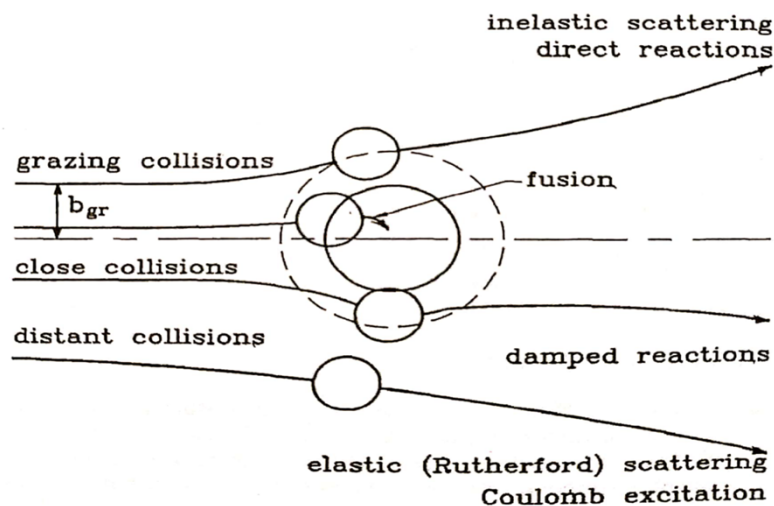 inelastic scattering
direct reactions
grazing collisions
fusion
b_gr
close collisions
distant collisions
damped reactions
elastic (Rutherford) scattering
Coulomb excitation